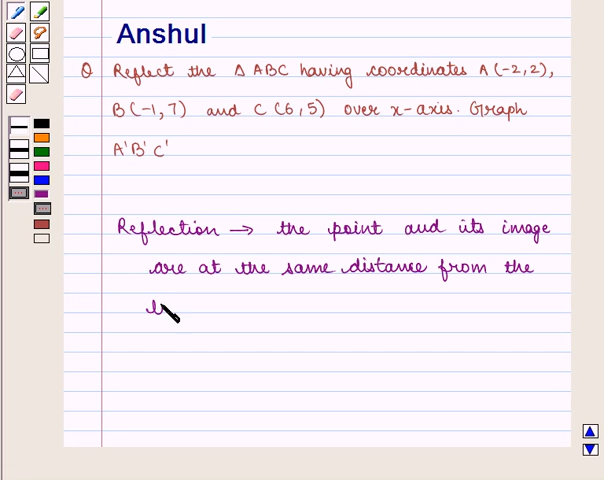 Anshul
Q Reflect the Δ ABC having coordinates A(-2,2),
B(-1,7) and C(6,5) over x-axis. Graph
A'B'C'
Reflection → the point and its image
are at the same distance from the